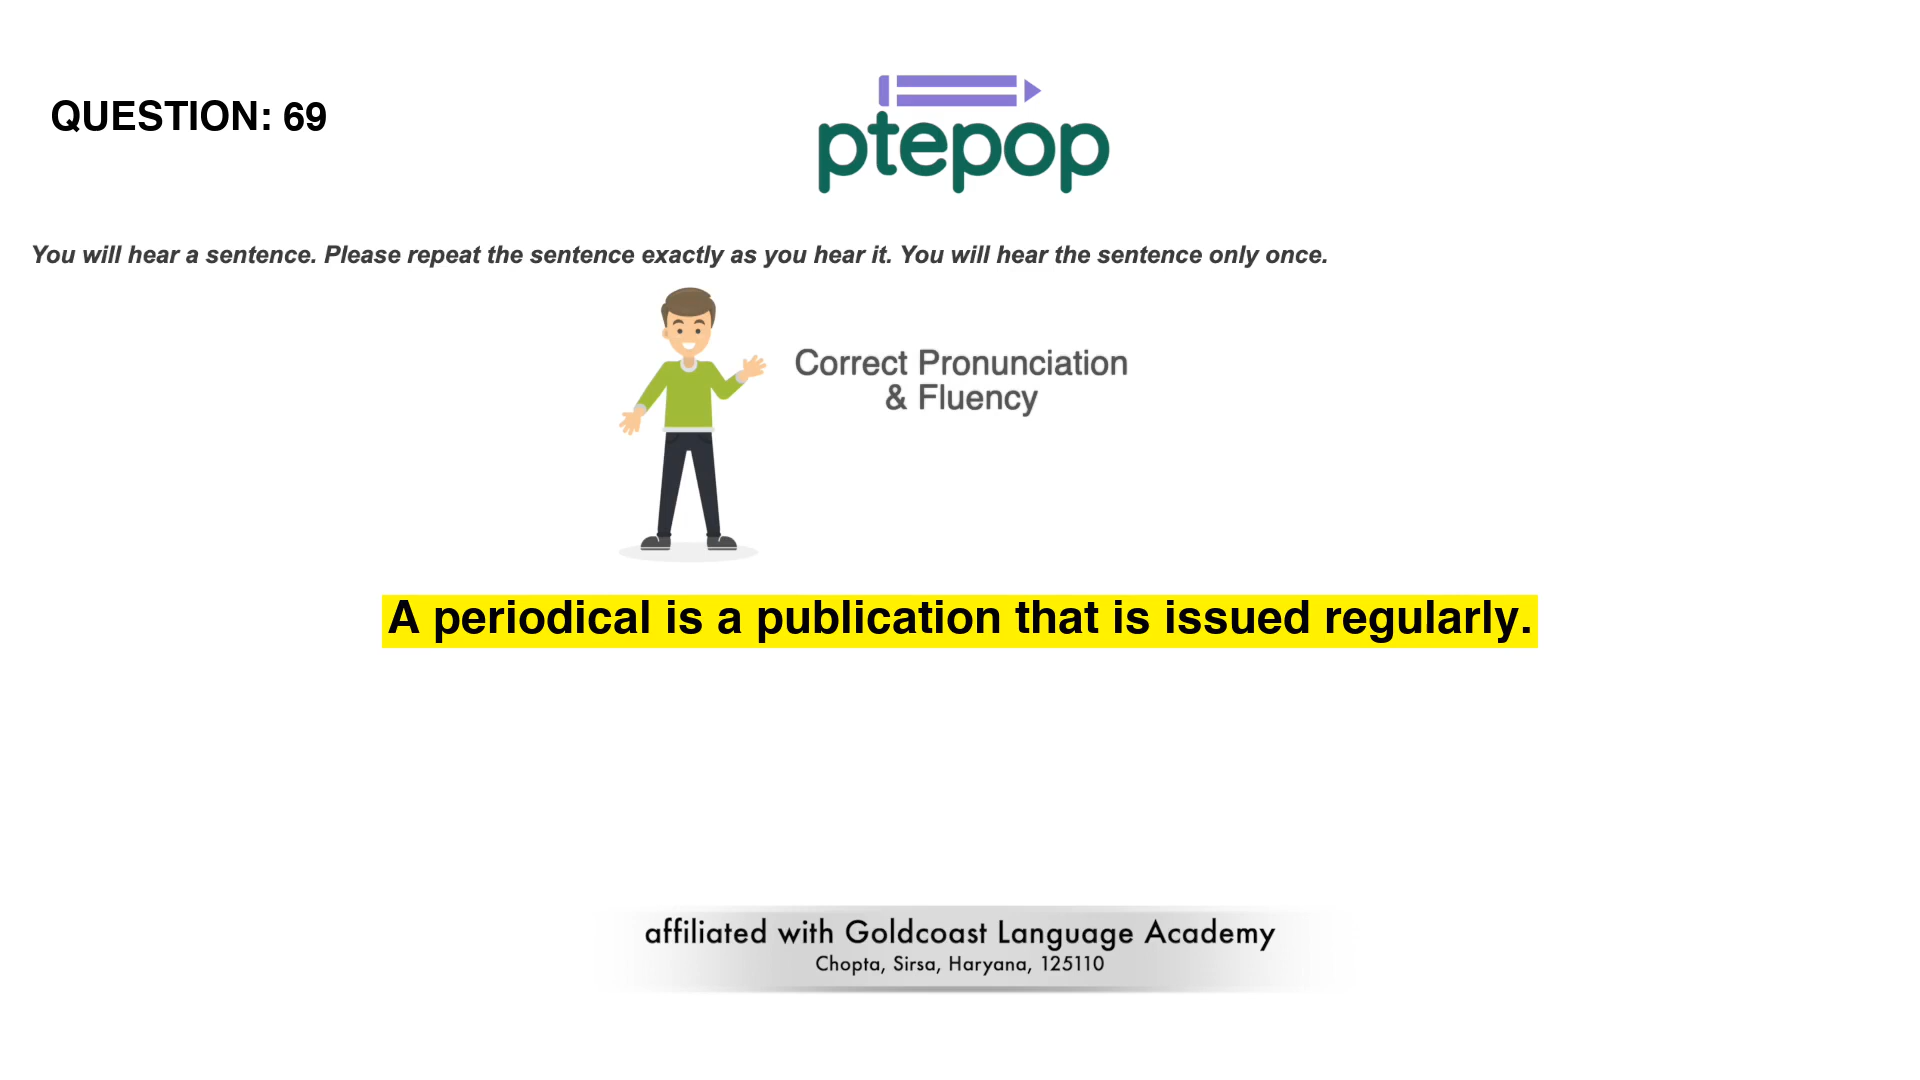 QUESTION: 69
ptepop
You will hear a sentence. Please repeat the sentence exactly as you hear it. You will hear the sentence only once.
Correct Pronunciation
& Fluency
A periodical is a publication that is issued regularly.
affiliated with Goldcoast Language Academy
Chopta, Sirsa, Haryana, 125110